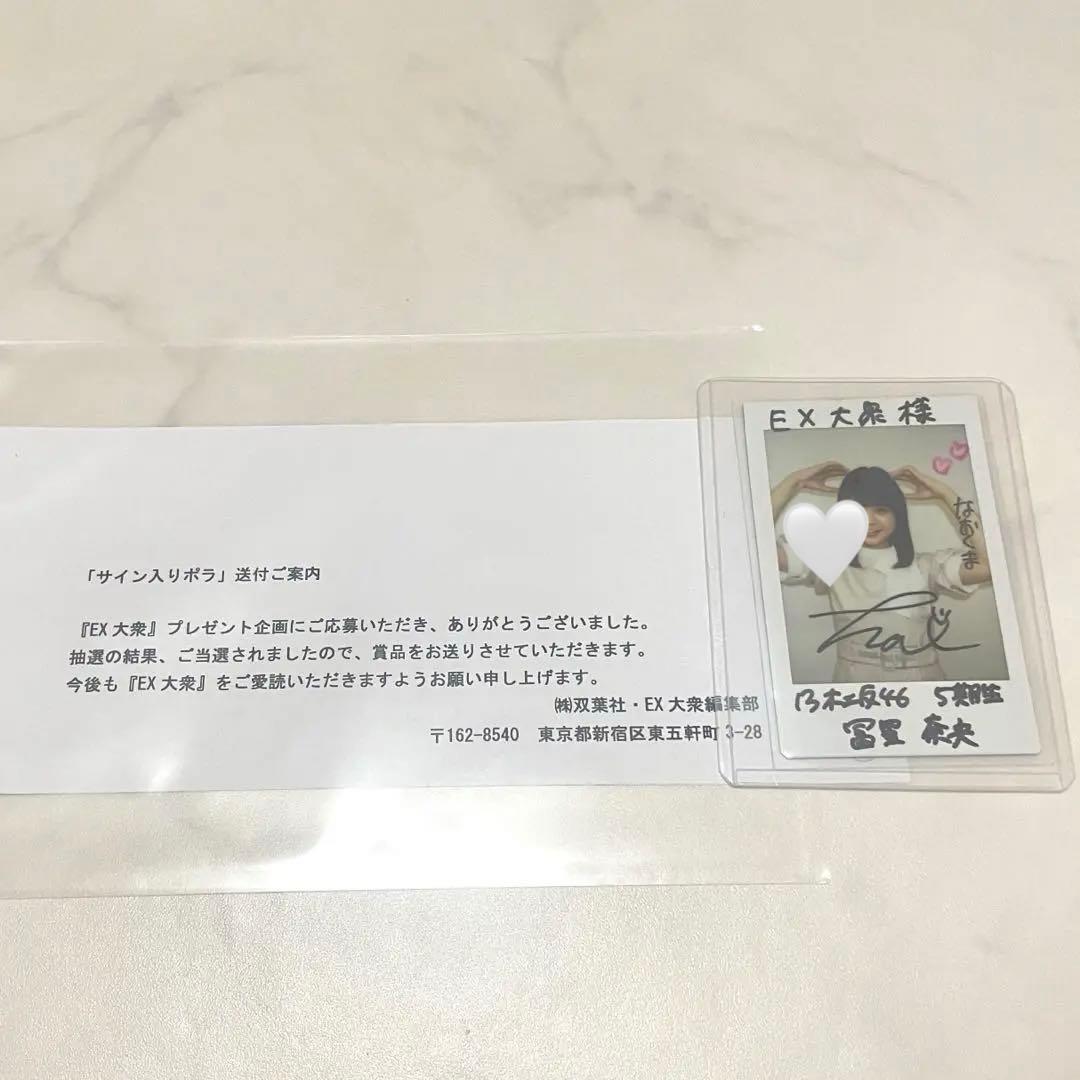 「サイン入りポラ」送付ご案内
『EX大衆』プレゼント企画にご応募いただき、ありがとうございました。
抽選の結果、ご当選されましたので、賞品をお送りさせていただきます。
今後も『EX大衆』をご愛読いただきますようお願い申し上げます。
㈱双葉社・EX大衆編集部
〒162-8540 東京都新宿区東五軒町3-28
EX大衆様
なおくま
乃木坂46 5期生
冨里奈央